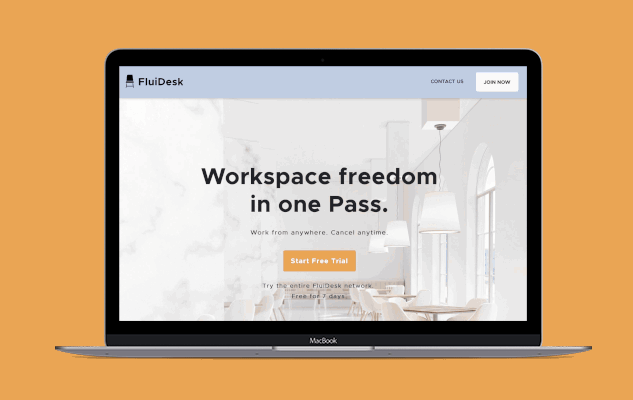 FluiDesk
CONTACT US
JOIN NOW
Workspace freedom
in one Pass.
Work from anywhere. Cancel anytime.
Start Free Trial
Try the entire FluiDesk network.
Free for 7 days.
MacBook